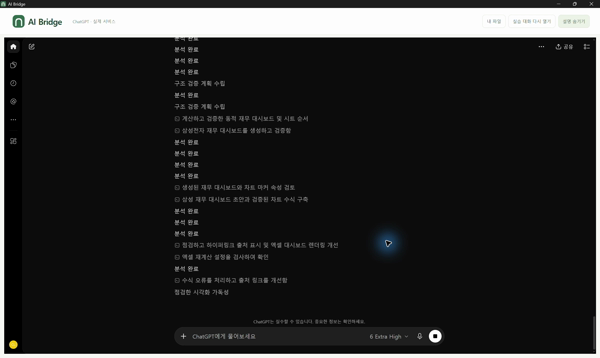 AI Bridge
AI Bridge
ChatGPT · 실제 서비스
내 파일
실습 대화 다시 열기
설명 숨기기
공유
분석 완료
분석 완료
분석 완료
분석 완료
구조 검증 계획 수립
분석 완료
구조 검증 계획 수립
계산하고 검증한 동적 재무 대시보드 및 시트 순서
삼성전자 재무 대시보드를 생성하고 검증함
분석 완료
분석 완료
분석 완료
분석 완료
생성된 재무 대시보드와 차트 마커 속성 검토
삼성 재무 대시보드 초안과 검증된 차트 수식 구축
분석 완료
분석 완료
분석 완료
점검하고 하이퍼링크 출처 표시 및 엑셀 대시보드 렌더링 개선
엑셀 재계산 설정을 검사하여 확인
분석 완료
수식 오류를 처리하고 출처 링크를 개선함
점검한 시각화 가독성
ChatGPT는 실수할 수 있습니다. 중요한 정보는 확인하세요.
ChatGPT에게 물어보세요
6 Extra High